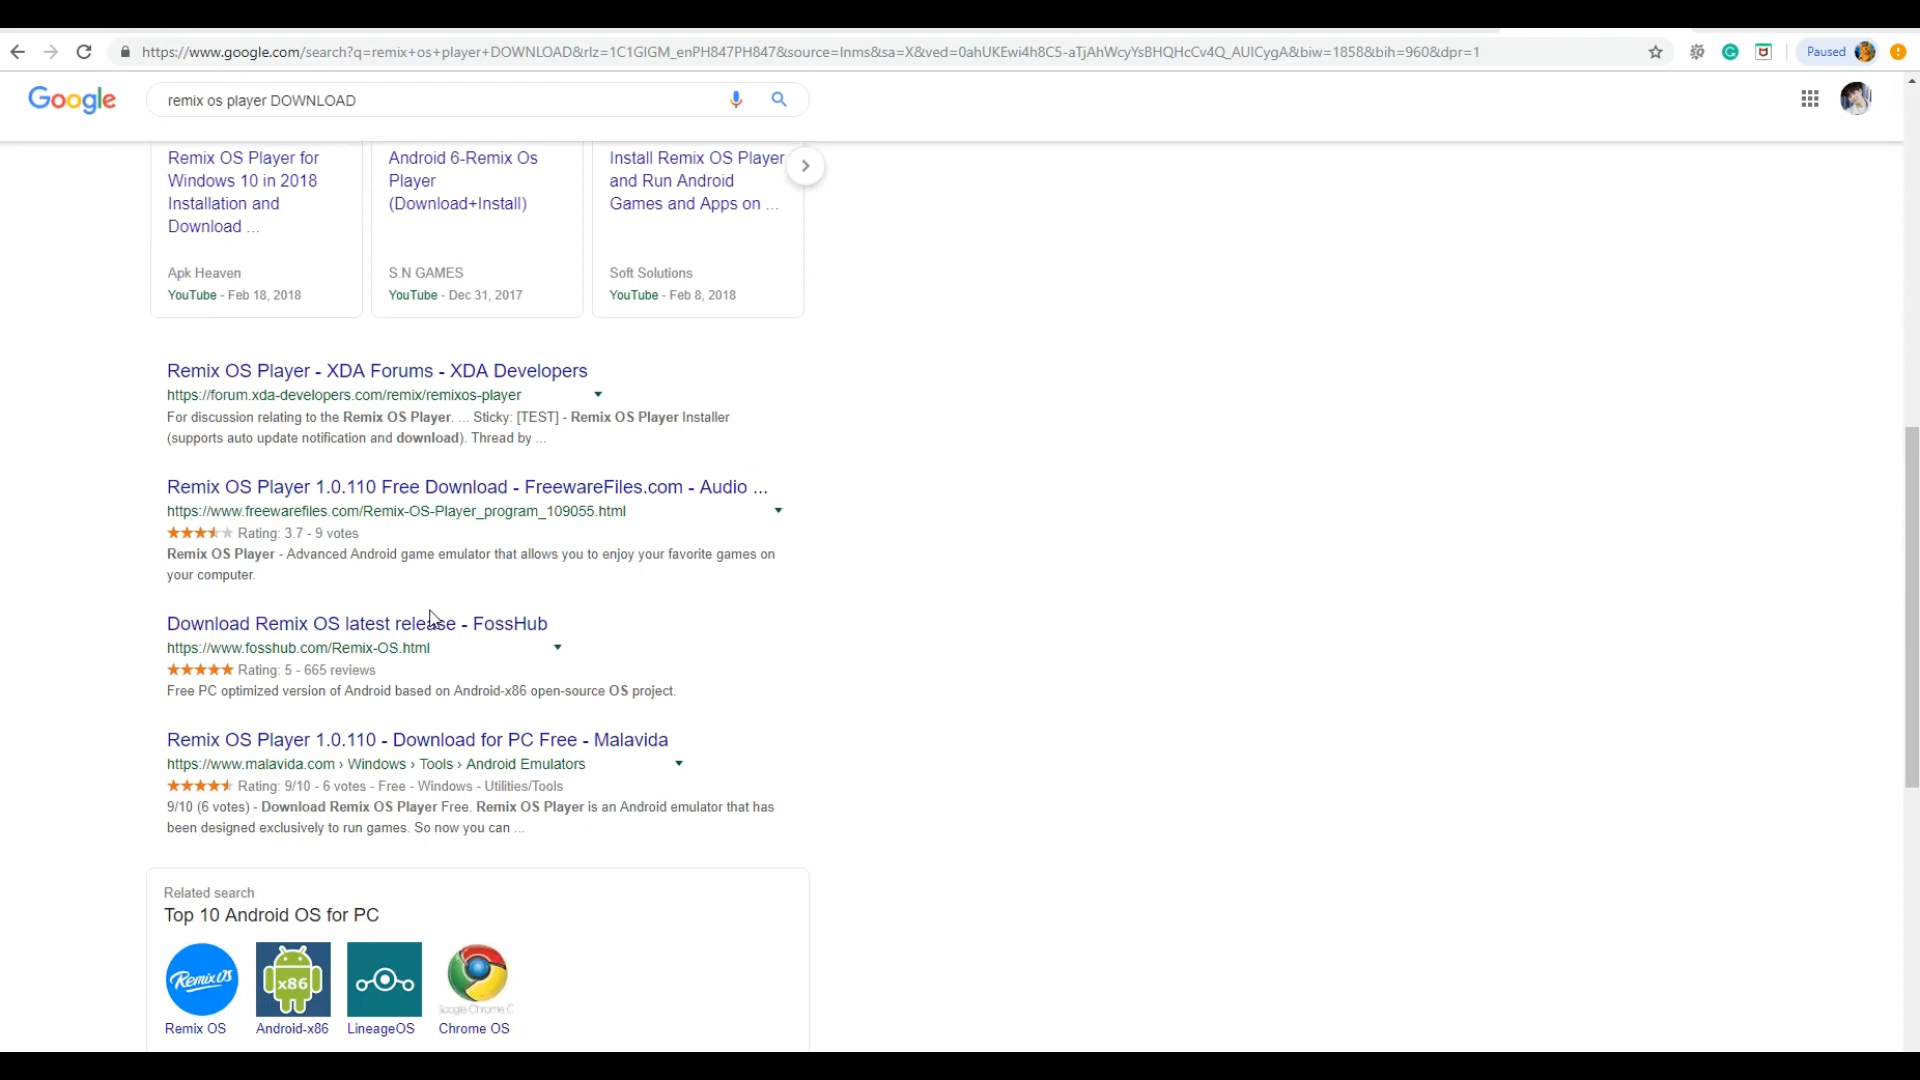 https://www.google.com/search?q=remix+os+player+DOWNLOAD&rlz=1C1GIGM_enPH847PH847&source=lnms&sa=X&ved=0ahUKEwi4h8C5-aTjAhWcyYsBHQHcCv4Q_AUICygA&biw=1858&bih=960&dpr=1
Paused
Google
remix os player DOWNLOAD
Remix OS Player for
Windows 10 in 2018
Installation and
Download ...
Apk Heaven
YouTube - Feb 18, 2018
Android 6-Remix Os
Player
(Download+Install)
S.N GAMES
YouTube - Dec 31, 2017
Install Remix OS Player
and Run Android
Games and Apps on ...
Soft Solutions
YouTube - Feb 8, 2018
Remix OS Player - XDA Forums - XDA Developers
https://forum.xda-developers.com/remix/remixos-player
For discussion relating to the Remix OS Player. ... Sticky: [TEST] - Remix OS Player Installer
(supports auto update notification and download). Thread by ...
Remix OS Player 1.0.110 Free Download - FreewareFiles.com - Audio ...
https://www.freewarefiles.com/Remix-OS-Player_program_109055.html
Rating: 3.7 - 9 votes
Remix OS Player - Advanced Android game emulator that allows you to enjoy your favorite games on
your computer.
Download Remix OS latest release - FossHub
https://www.fosshub.com/Remix-OS.html
Rating: 5 - 665 reviews
Free PC optimized version of Android based on Android-x86 open-source OS project.
Remix OS Player 1.0.110 - Download for PC Free - Malavida
https://www.malavida.com › Windows › Tools › Android Emulators
Rating: 9/10 - 6 votes - Free - Windows - Utilities/Tools
9/10 (6 votes) - Download Remix OS Player Free. Remix OS Player is an Android emulator that has
been designed exclusively to run games. So now you can ...
Related search
Top 10 Android OS for PC
RemixOS
x86
Remix OS
Android-x86
LineageOS
Chrome OS